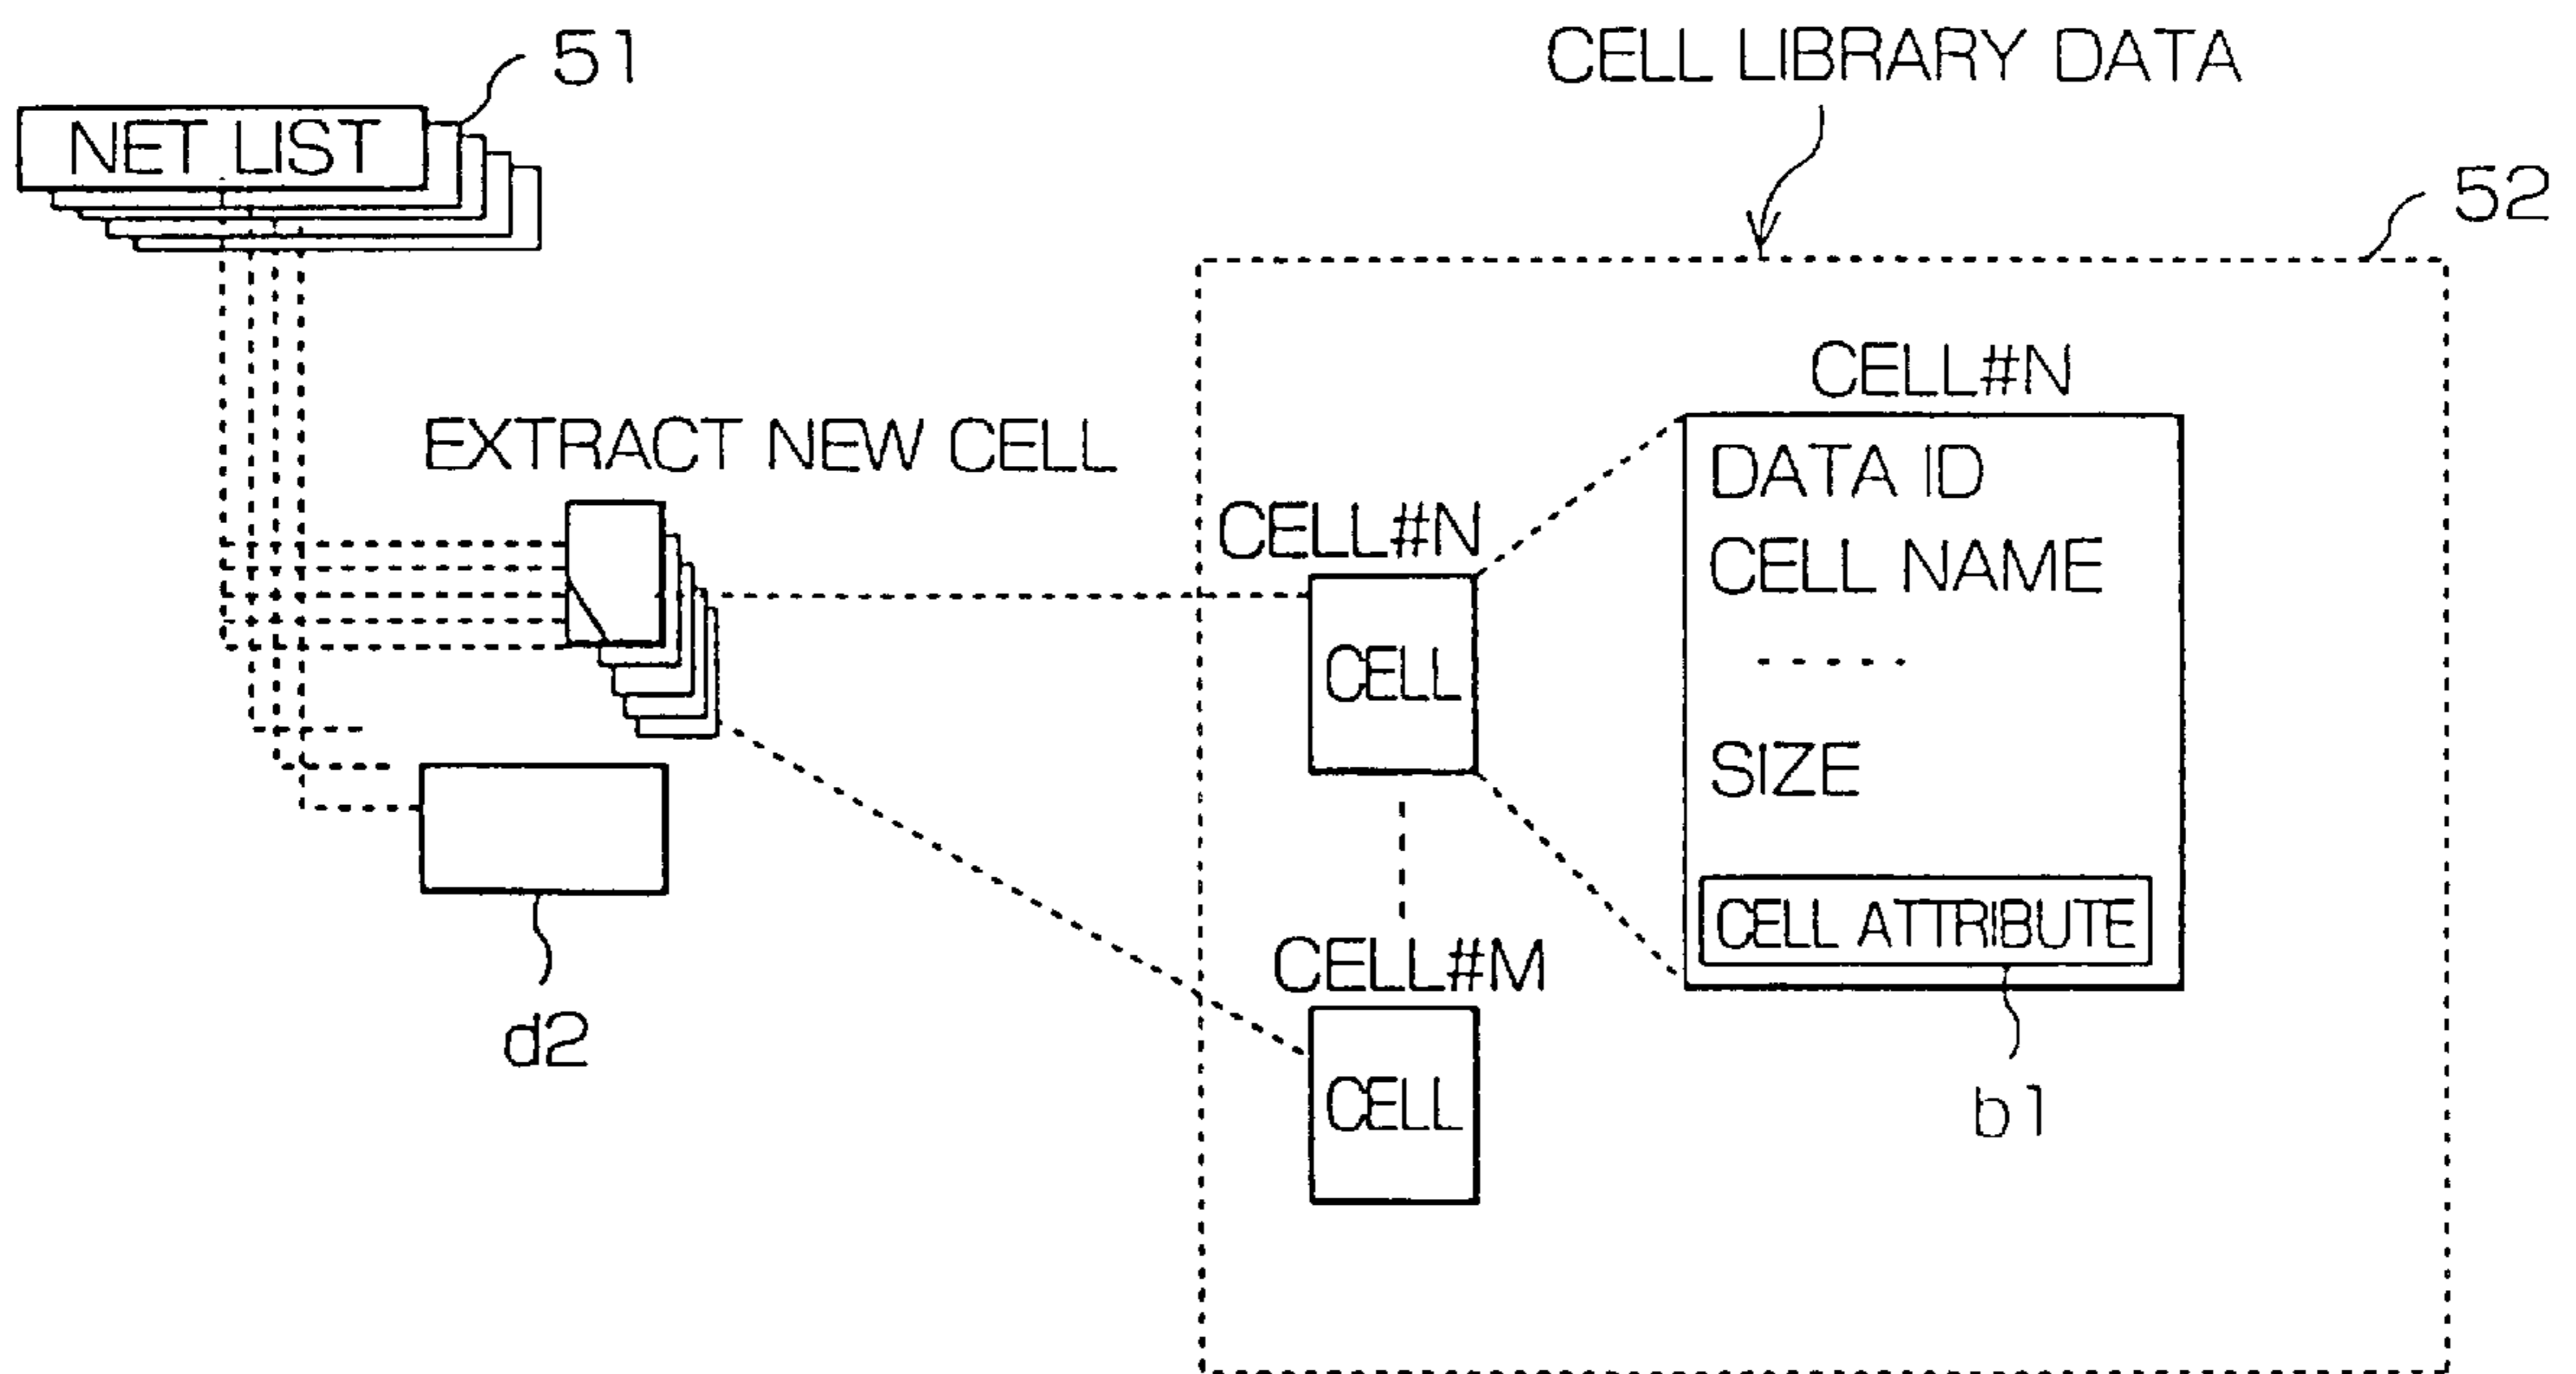 51
CELL LIBRARY DATA
NET LIST
52
CELL#N
EXTRACT NEW CELL
DATA ID
CELL#N
CELL NAME
CELL
SIZE
CELL ATTRIBUTE
CELL#M
d2
CELL
b1